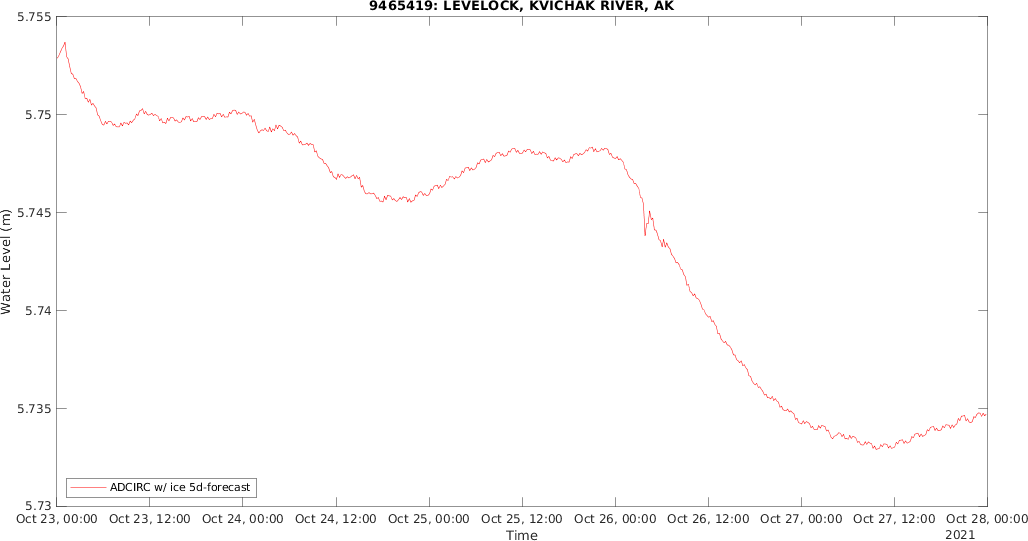 9465419: LEVELOCK, KVICHAK RIVER, AK
5.755
5.75
5.745
5.74
5.735
5.73
Water Level (m)
ADCIRC w/ ice 5d-forecast
Oct 23, 00:00 Oct 23, 12:00 Oct 24, 00:00 Oct 24, 12:00 Oct 25, 00:00 Oct 25, 12:00 Oct 26, 00:00 Oct 26, 12:00 Oct 27, 00:00 Oct 27, 12:00 Oct 28, 00:00
Time
2021